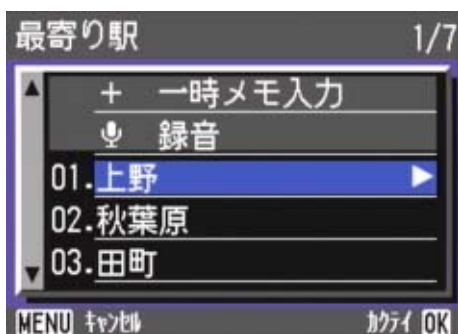 最寄り駅 1/7
+ 一時メモ入力
録音
01.上野
02.秋葉原
03.田町
MENU ｷｬﾝｾﾙ ｶｸﾃｲ OK